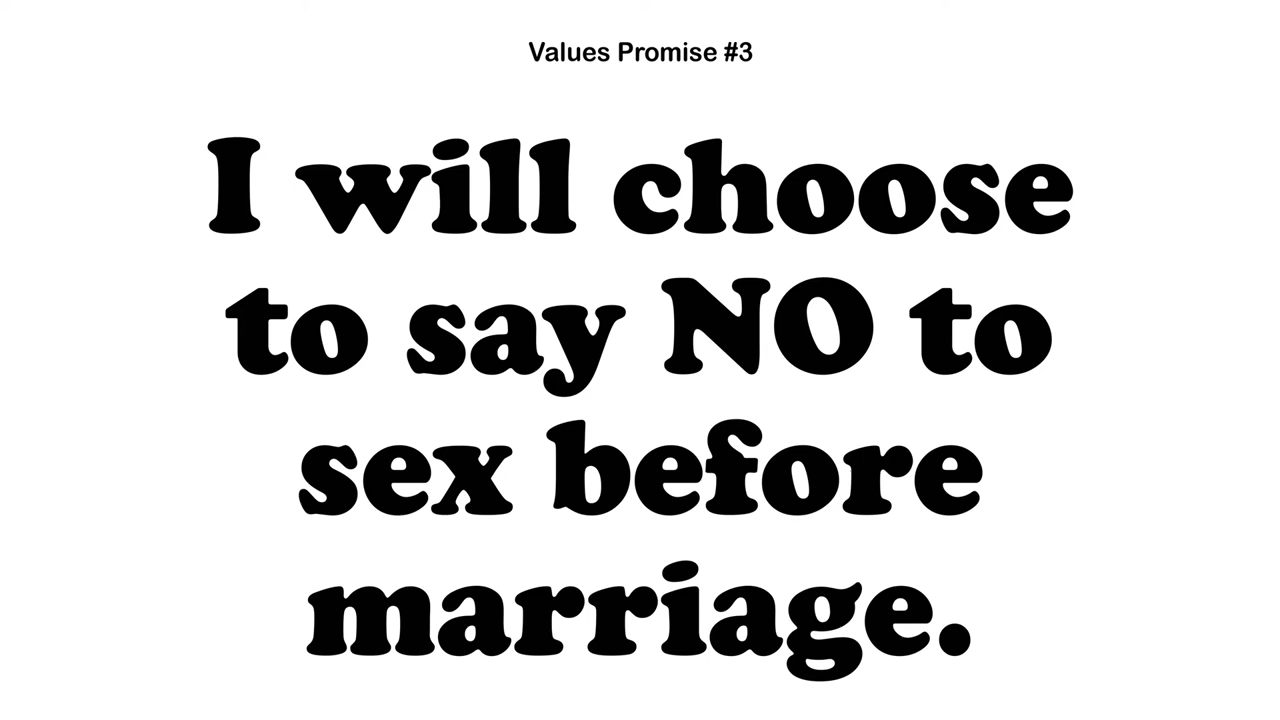 Values Promise #3
I will choose
to say NO to
sex before
marriage.